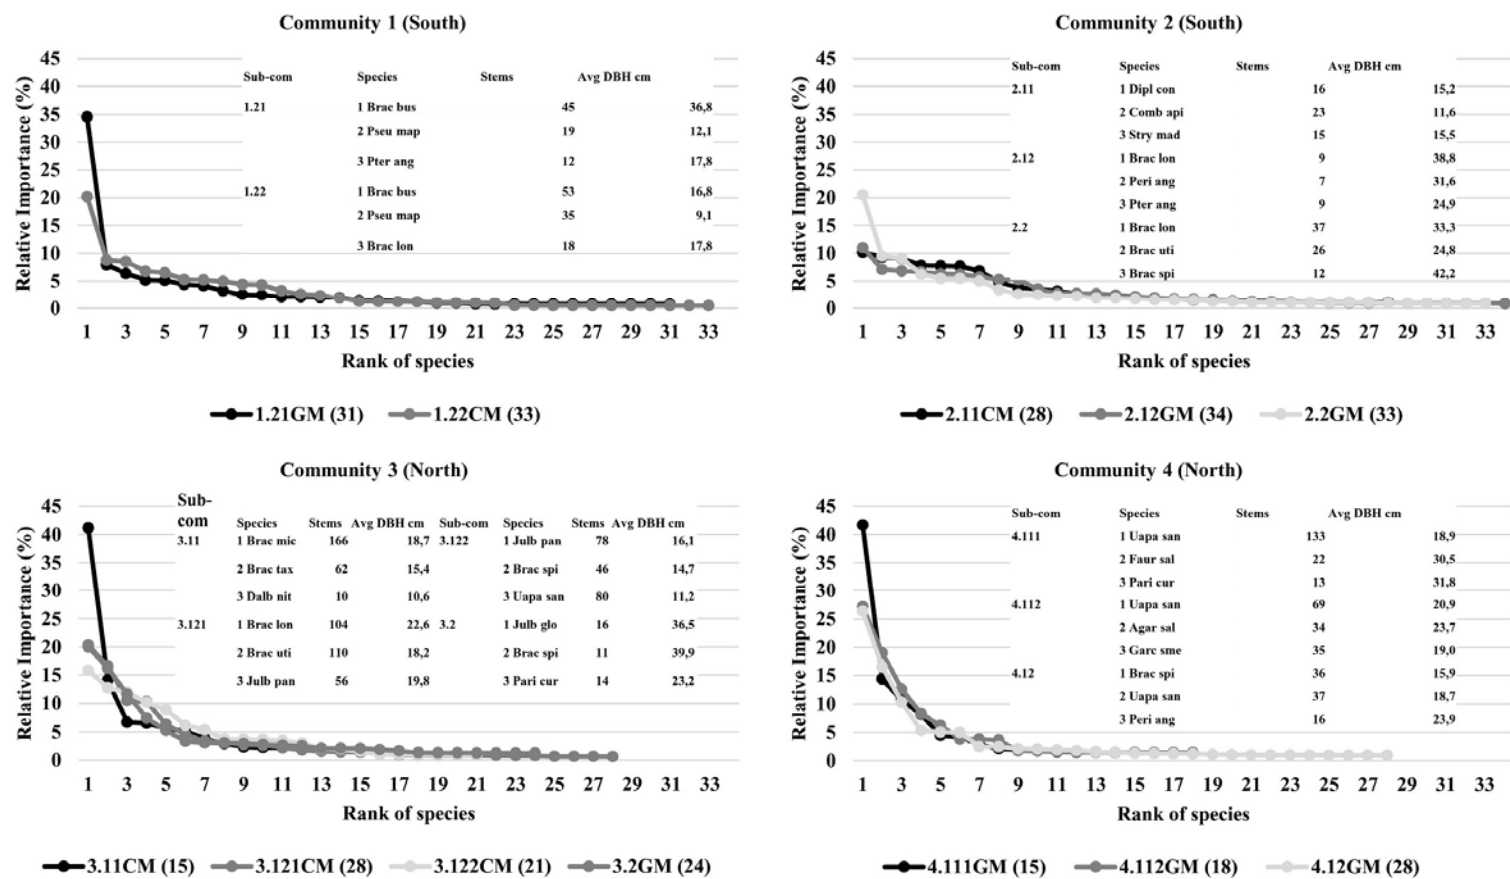 Community 1 (South)
45
40
35
30
25
20
15
10
5
0
Relative Importance (%)
Sub-com Species Stems Avg DBH cm
1.21 1 Brac bus 45 36,8
2 Pseu map 19 12,1
3 Pter ang 12 17,8
1.22 1 Brac bus 53 16,8
2 Pseu map 35 9,1
3 Brac lon 18 17,8
1 3 5 7 9 11 13 15 17 19 21 23 25 27 29 31 33
Rank of species
1.21GM (31) 1.22CM (33)
Community 2 (South)
45
40
35
30
25
20
15
10
5
0
Relative Importance (%)
Sub-com Species Stems Avg DBH cm
2.11 1 Dipl con 16 15,2
2 Comb api 23 11,6
3 Stry mad 15 15,5
2.12 1 Brac lon 9 38,8
2 Peri ang 7 31,6
3 Pter ang 9 24,9
2.2 1 Brac lon 37 33,3
2 Brac uti 26 24,8
3 Brac spi 12 42,2
1 3 5 7 9 11 13 15 17 19 21 23 25 27 29 31 33
Rank of species
2.11CM (28) 2.12GM (34) 2.2GM (33)
Community 3 (North)
45
40
35
30
25
20
15
10
5
0
Relative Importance (%)
Sub-
com Species Stems Avg DBH cm Sub-com Species Stems Avg DBH cm
3.11 1 Brac mic 166 18,7 3.122 1 Julb pan 78 16,1
2 Brac tax 62 15,4 2 Brac spi 46 14,7
3 Dalb nit 10 10,6 3 Uapa san 80 11,2
3.121 1 Brac lon 104 22,6 3.2 1 Julb glo 16 36,5
2 Brac uti 110 18,2 2 Brac spi 11 39,9
3 Julb pan 56 19,8 3 Pari cur 14 23,2
1 3 5 7 9 11 13 15 17 19 21 23 25 27 29 31 33
Rank of species
3.11CM (15) 3.121CM (28) 3.122CM (21) 3.2GM (24)
Community 4 (North)
45
40
35
30
25
20
15
10
5
0
Relative Importance (%)
Sub-com Species Stems Avg DBH cm
4.111 1 Uapa san 133 18,9
2 Faur sal 22 30,5
3 Pari cur 13 31,8
4.112 1 Uapa san 69 20,9
2 Agar sal 34 23,7
3 Garc sme 35 19,0
4.12 1 Brac spi 36 15,9
2 Uapa san 37 18,7
3 Peri ang 16 23,9
1 3 5 7 9 11 13 15 17 19 21 23 25 27 29 31 33
Rank of species
4.111GM (15) 4.112GM (18) 4.12GM (28)